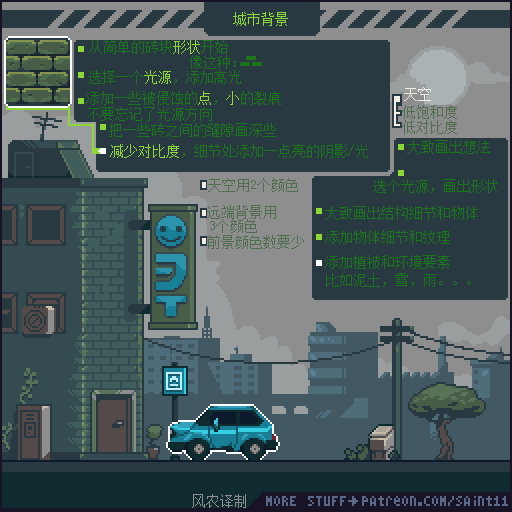 城市背景
从简单的砖块形状开始
像这种:
选择一个光源，添加高光
添加一些被侵蚀的点，小的裂痕
不要忘记了光源方向
把一些砖之间的缝隙画深些
减少对比度，细节处添加一点亮的阴影/光
天空
低饱和度
低对比度
大致画出想法
选个光源，画出形状
大致画出结构细节和物体
添加物体细节和纹理
添加植被和环境要素
比如泥土，雪，雨。。。
天空用2个颜色
远端背景用
3个颜色
前景颜色数要少
风农译制
MORE STUFF→PATREON.COM/SAINT11